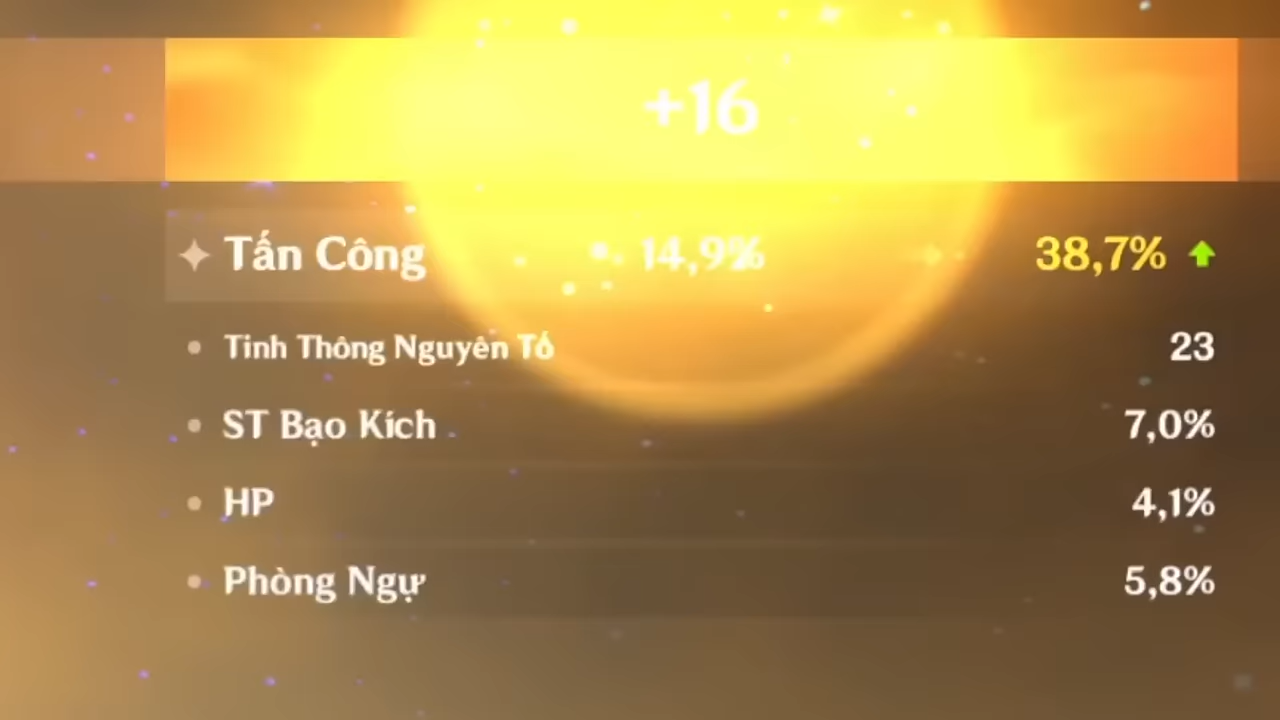 +16
Tấn Công 14,9% 38,7%
Tinh Thông Nguyên Tố 23
ST Bạo Kích 7,0%
HP 4,1%
Phòng Ngự 5,8%